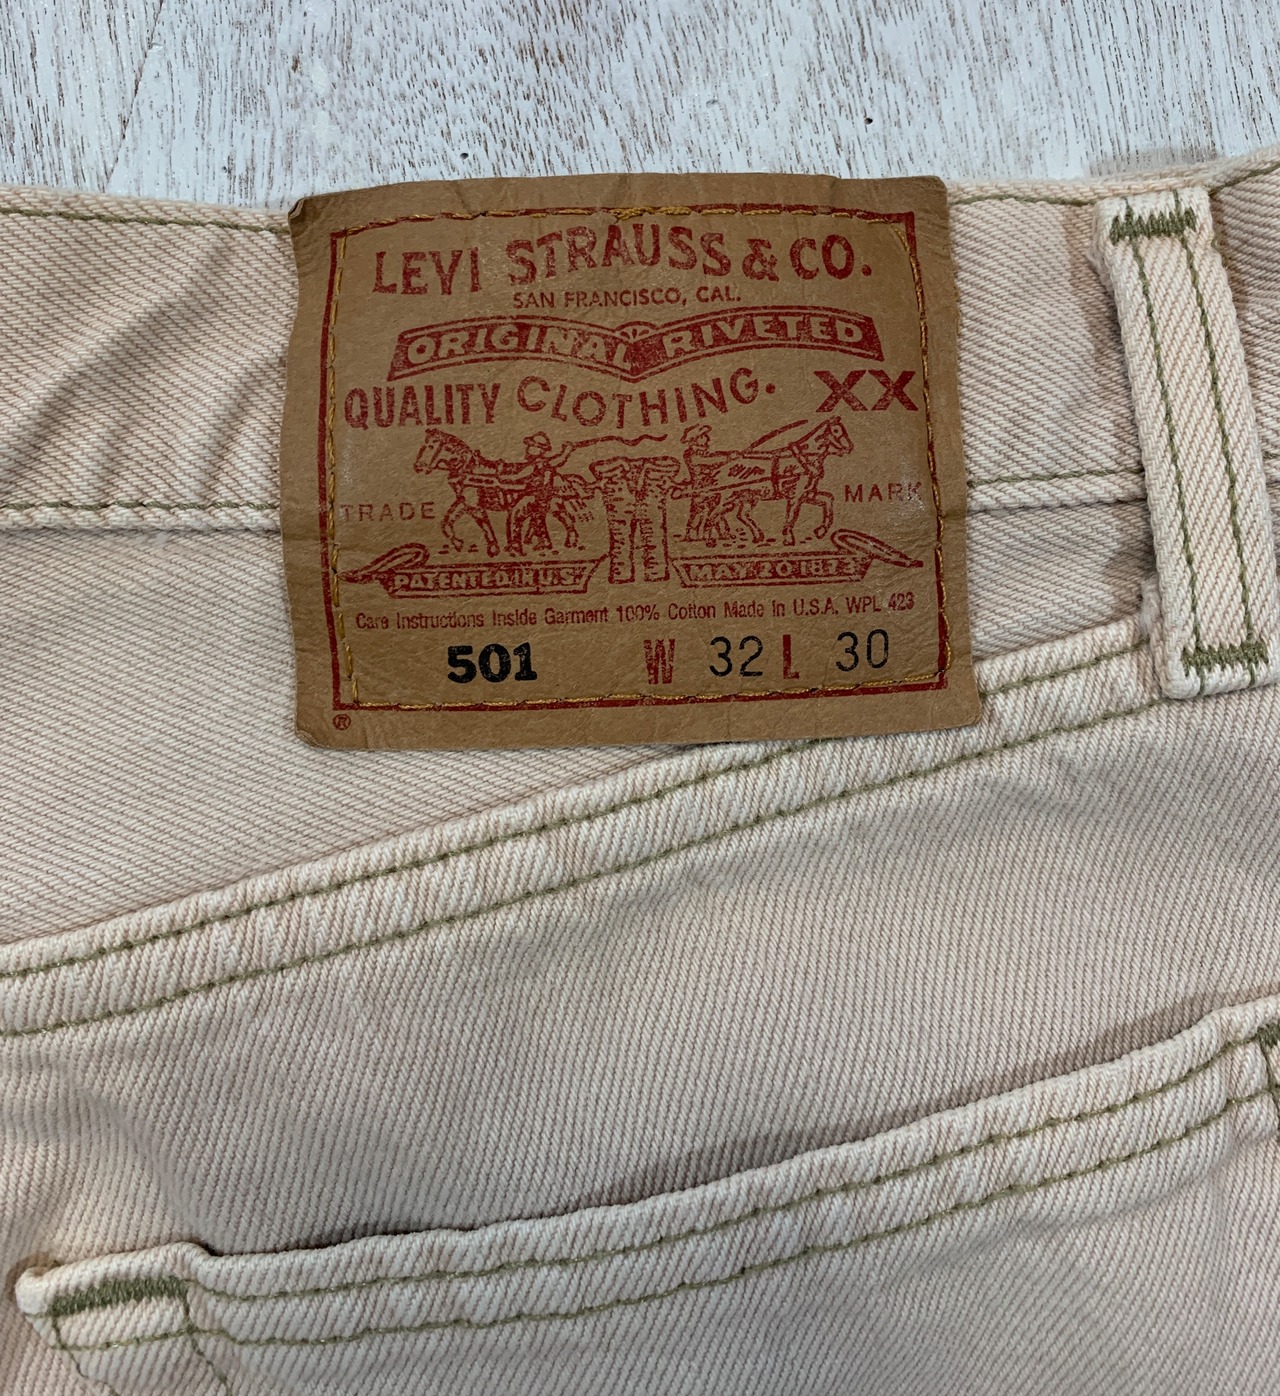 LEVI STRAUSS & CO.
SAN FRANCISCO, CAL.
ORIGINAL RIVETED
QUALITY CLOTHING. XX
TRADE MARK
PATENTED IN U.S. MAY 20 1873
Care Instructions Inside Garment 100% Cotton Made in U.S.A. WPL 423
501 W 32 L 30
®